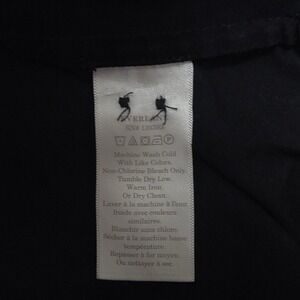 EVERLANE
Machine Wash Cold
With Like Colors.
Non-Chlorine Bleach Only.
Tumble Dry Low.
Warm Iron.
Or Dry Clean.
Laver à la machine à l'eau
froide avec couleurs
similaires.
Blanchir sans chlore.
Sécher à la machine basse
température.
Repasser à fer moyen.
Ou nettoyer à sec.